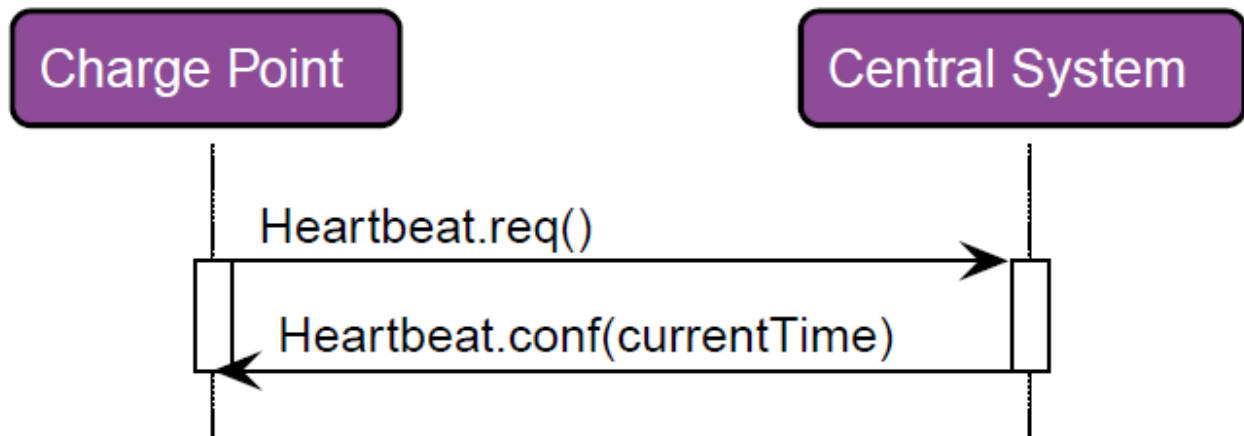 Charge Point
Central System
Heartbeat.req()
Heartbeat.conf(currentTime)